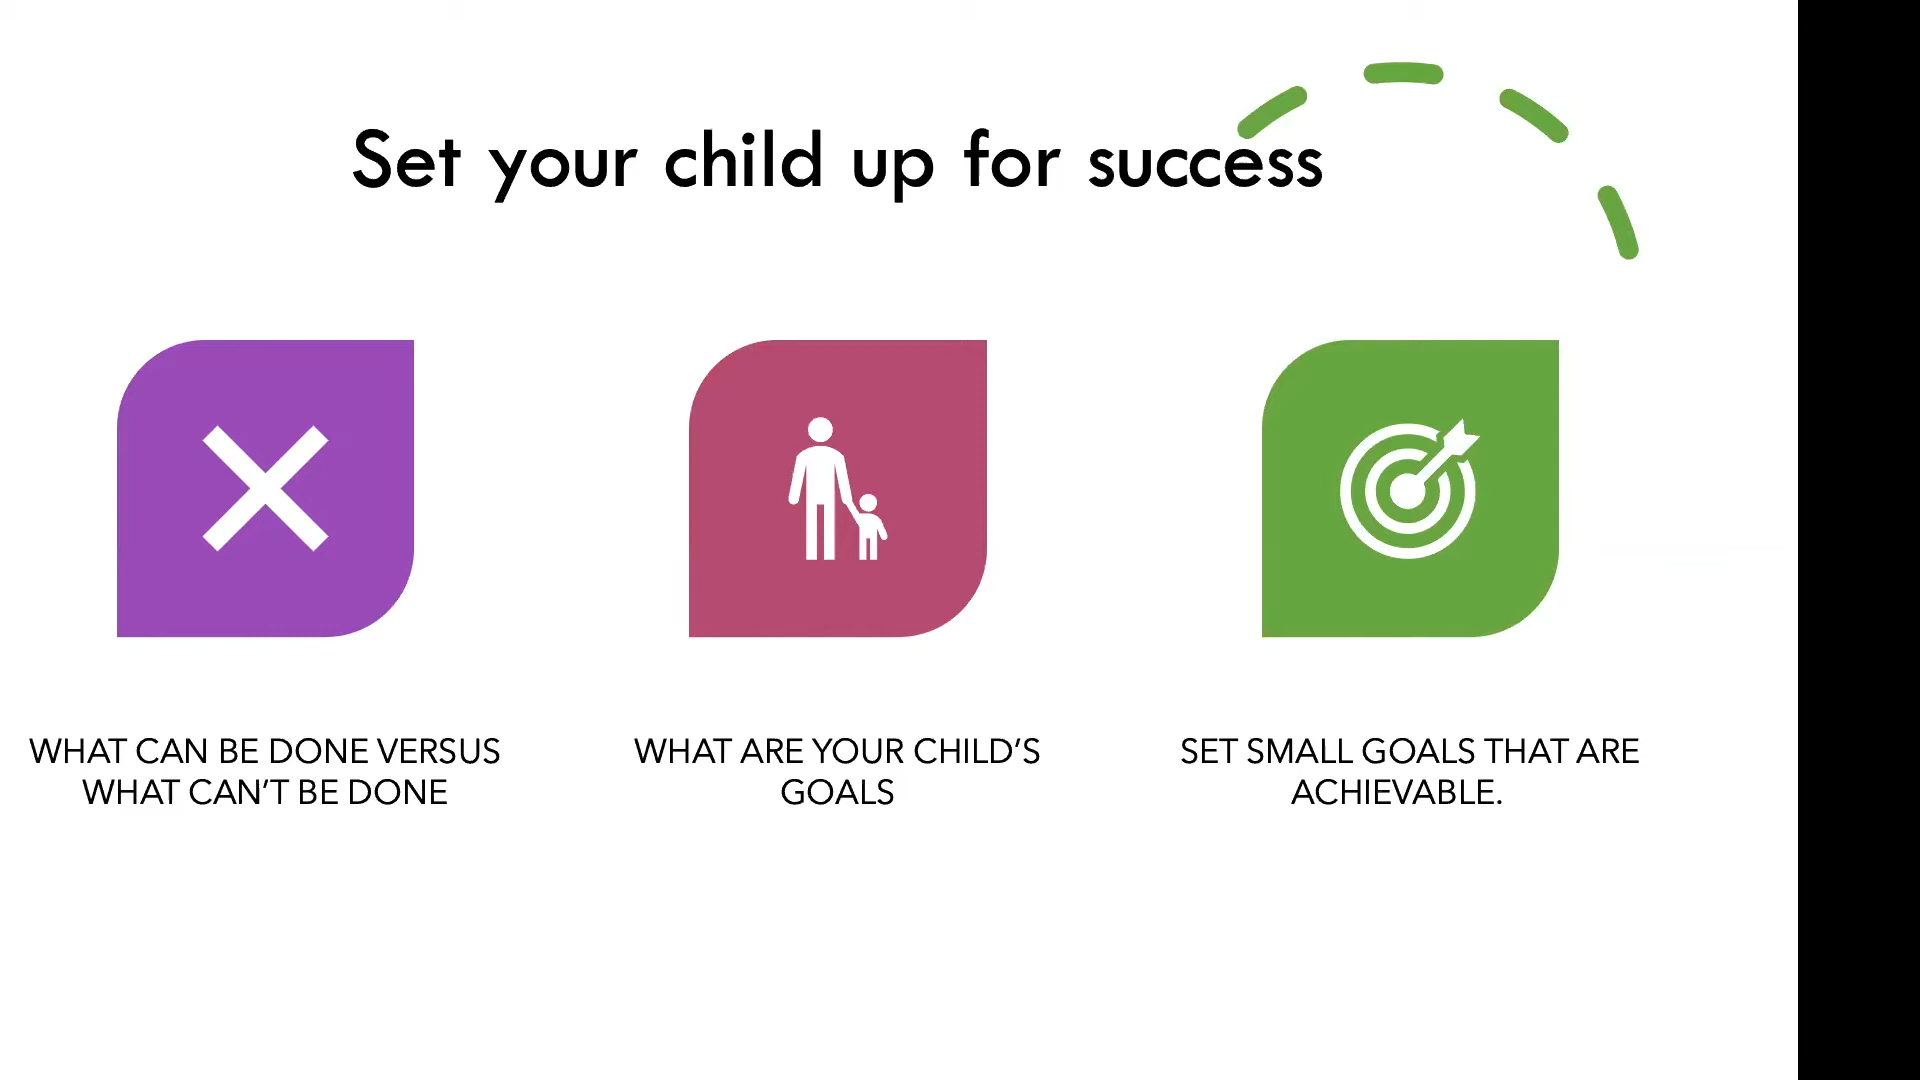 Set your child up for success
WHAT CAN BE DONE VERSUS
WHAT CAN’T BE DONE
WHAT ARE YOUR CHILD’S
GOALS
SET SMALL GOALS THAT ARE
ACHIEVABLE.